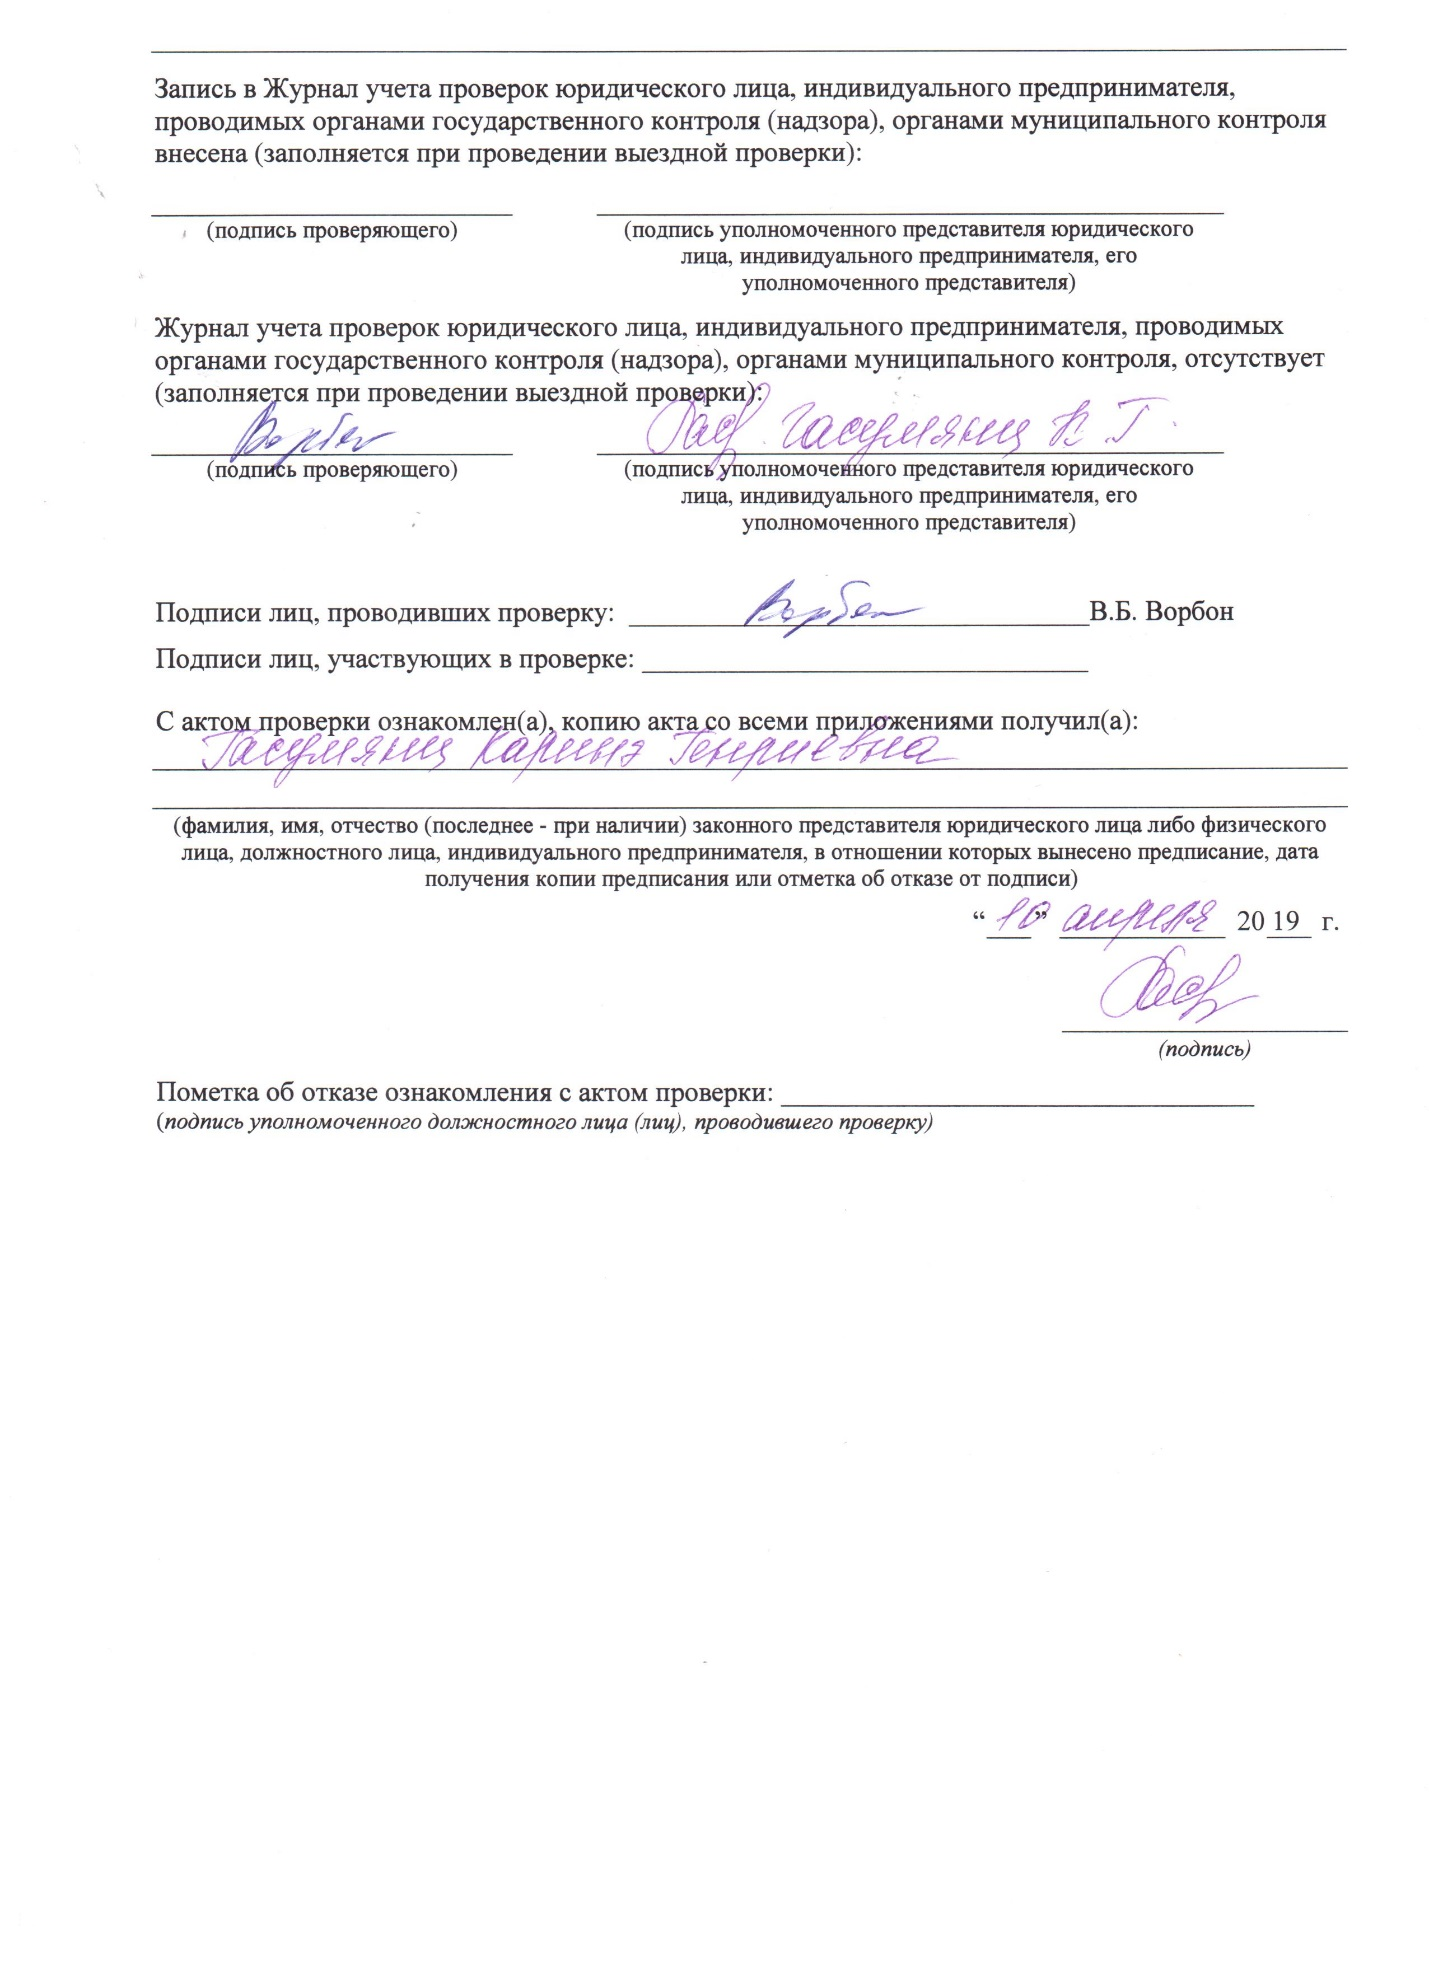 Запись в Журнал учета проверок юридического лица, индивидуального предпринимателя,
проводимых органами государственного контроля (надзора), органами муниципального контроля
внесена (заполняется при проведении выездной проверки):
(подпись проверяющего) (подпись уполномоченного представителя юридического
лица, индивидуального предпринимателя, его
уполномоченного представителя)
Журнал учета проверок юридического лица, индивидуального предпринимателя, проводимых
органами государственного контроля (надзора), органами муниципального контроля, отсутствует
(заполняется при проведении выездной проверки):
Гасумянц К Г.
(подпись проверяющего) (подпись уполномоченного представителя юридического
лица, индивидуального предпринимателя, его
уполномоченного представителя)
Подписи лиц, проводивших проверку: В.Б. Ворбон
Подписи лиц, участвующих в проверке:
С актом проверки ознакомлен(а), копию акта со всеми приложениями получил(а):
Гасумянц Каринэ Генриевна
(фамилия, имя, отчество (последнее - при наличии) законного представителя юридического лица либо физического
лица, должностного лица, индивидуального предпринимателя, в отношении которых вынесено предписание, дата
получения копии предписания или отметка об отказе от подписи)
“10” апреля 2019 г.
(подпись)
Пометка об отказе ознакомления с актом проверки:
(подпись уполномоченного должностного лица (лиц), проводившего проверку)